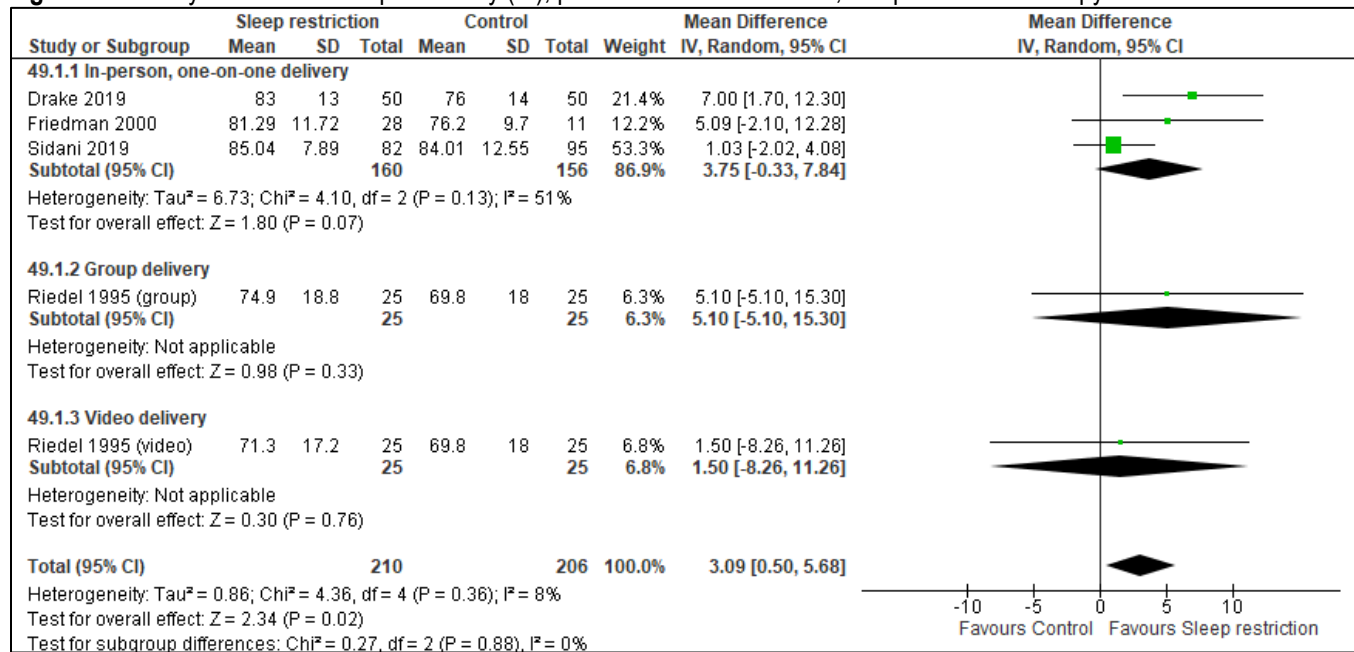 Sleep restriction Control Mean Difference Mean Difference
Study or Subgroup Mean SD Total Mean SD Total Weight IV, Random, 95% CI IV, Random, 95% CI
49.1.1 In-person, one-on-one delivery
Drake 2019 83 13 50 76 14 50 21.4% 7.00 [1.70, 12.30]
Friedman 2000 81.29 11.72 28 76.2 9.7 11 12.2% 5.09 [-2.10, 12.28]
Sidani 2019 85.04 7.89 82 84.01 12.55 95 53.3% 1.03 [-2.02, 4.08]
Subtotal (95% CI) 160 156 86.9% 3.75 [-0.33, 7.84]
Heterogeneity: Tau² = 6.73; Chi² = 4.10, df = 2 (P = 0.13); I² = 51%
Test for overall effect: Z = 1.80 (P = 0.07)
49.1.2 Group delivery
Riedel 1995 (group) 74.9 18.8 25 69.8 18 25 6.3% 5.10 [-5.10, 15.30]
Subtotal (95% CI) 25 25 6.3% 5.10 [-5.10, 15.30]
Heterogeneity: Not applicable
Test for overall effect: Z = 0.98 (P = 0.33)
49.1.3 Video delivery
Riedel 1995 (video) 71.3 17.2 25 69.8 18 25 6.8% 1.50 [-8.26, 11.26]
Subtotal (95% CI) 25 25 6.8% 1.50 [-8.26, 11.26]
Heterogeneity: Not applicable
Test for overall effect: Z = 0.30 (P = 0.76)
Total (95% CI) 210 206 100.0% 3.09 [0.50, 5.68]
Heterogeneity: Tau² = 0.86; Chi² = 4.36, df = 4 (P = 0.36); I² = 8%
Test for overall effect: Z = 2.34 (P = 0.02)
Test for subgroup differences: Chi² = 0.27, df = 2 (P = 0.88), I² = 0%
-10 -5 0 5 10
Favours Control Favours Sleep restriction